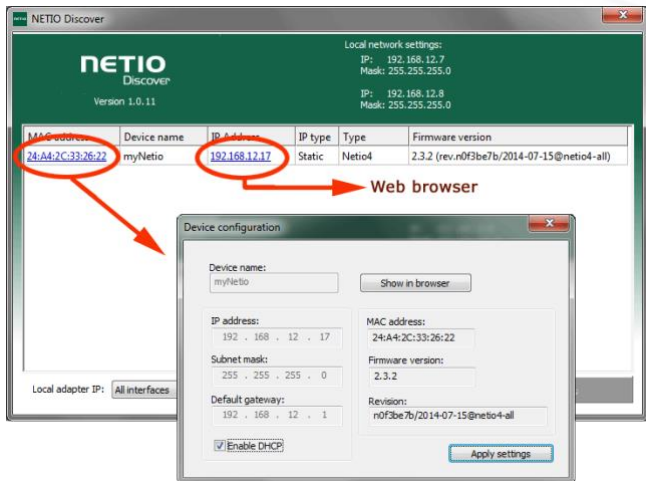 NETIO Discover
Local network settings:
IP: 192.168.12.7
Mask: 255.255.255.0
IP: 192.168.12.8
Mask: 255.255.255.0
NETIO
Discover
Version 1.0.11
MAC address Device name IP Address IP type Type Firmware version
24:A4:2C:33:26:22 myNetio 192.168.12.17 Static Netio4 2.3.2 (rev.n0f3be7b/2014-07-15@netio4-all)
Web browser
Device configuration
Device name:
myNetio
Show in browser
IP address:
192 . 168 . 12 . 17
MAC address:
24:A4:2C:33:26:22
Subnet mask:
255 . 255 . 255 . 0
Firmware version:
2.3.2
Default gateway:
192 . 168 . 12 . 1
Revision:
n0f3be7b/2014-07-15@netio4-all
Enable DHCP
Apply settings
Local adapter IP: All interfaces